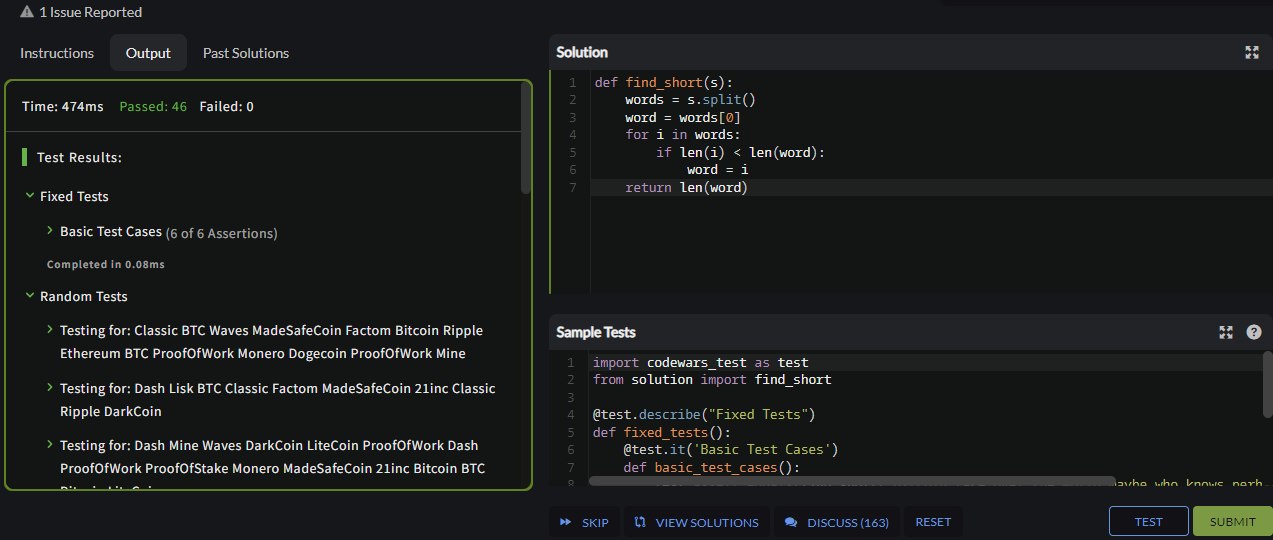 1 Issue Reported
Instructions
Output
Past Solutions
Time: 474ms Passed: 46 Failed: 0
Test Results:
Fixed Tests
Basic Test Cases (6 of 6 Assertions)
Completed in 0.08ms
Random Tests
Testing for: Classic BTC Waves MadeSafeCoin Factom Bitcoin Ripple
Ethereum BTC ProofOfWork Monero Dogecoin ProofOfWork Mine
Testing for: Dash Lisk BTC Classic Factom MadeSafeCoin 21inc Classic
Ripple DarkCoin
Testing for: Dash Mine Waves DarkCoin LiteCoin ProofOfWork Dash
ProofOfWork ProofOfStake Monero MadeSafeCoin 21inc Bitcoin BTC
Solution
1 def find_short(s):
2     words = s.split()
3     word = words[0]
4     for i in words:
5         if len(i) < len(word):
6             word = i
7     return len(word)
Sample Tests
?
1 import codewars_test as test
2 from solution import find_short
3
4 @test.describe("Fixed Tests")
5 def fixed_tests():
6     @test.it('Basic Test Cases')
7     def basic_test_cases():
8
SKIP
VIEW SOLUTIONS
DISCUSS (163)
RESET
TEST
SUBMIT